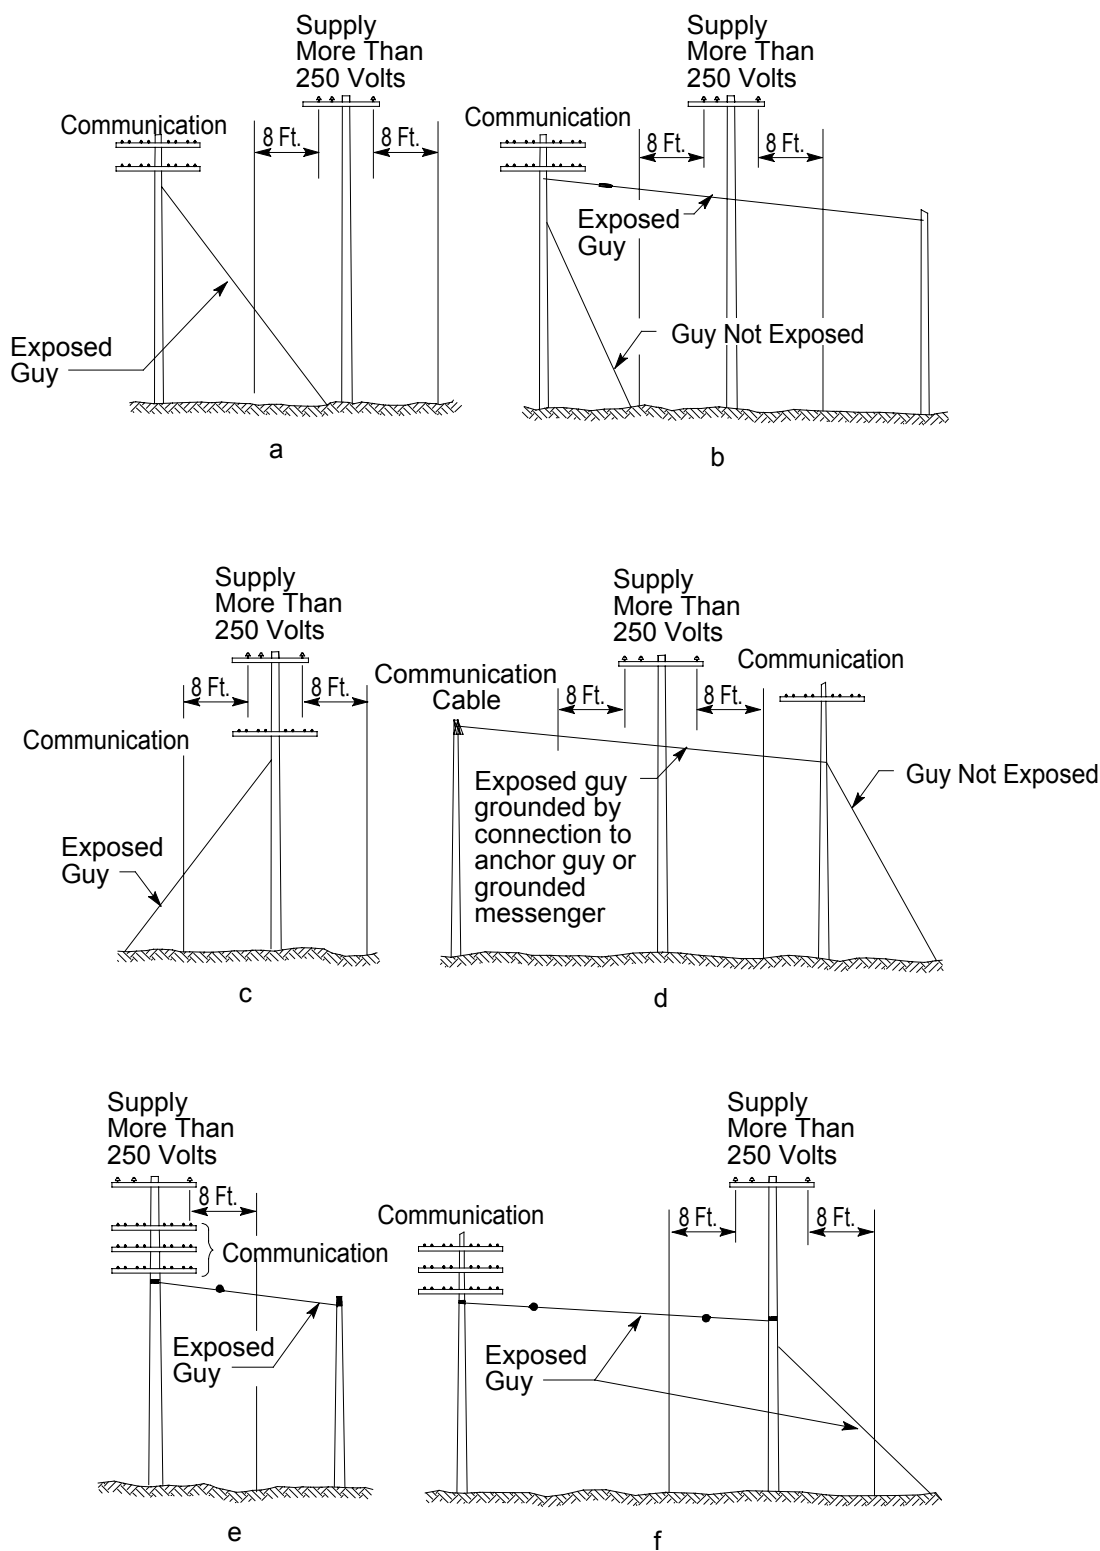 Supply
More Than
250 Volts
Communication
8 Ft.
8 Ft.
Exposed
Guy
a
Supply
More Than
250 Volts
Communication
8 Ft.
8 Ft.
Exposed
Guy
Guy Not Exposed
b
Supply
More Than
250 Volts
8 Ft.
8 Ft.
Communication
Exposed
Guy
c
Supply
More Than
250 Volts
Communication
Communication
Cable
8 Ft.
8 Ft.
Guy Not Exposed
Exposed guy
grounded by
connection to
anchor guy or
grounded
messenger
d
Supply
More Than
250 Volts
8 Ft.
Communication
Exposed
Guy
e
Supply
More Than
250 Volts
Communication
8 Ft.
8 Ft.
Exposed
Guy
f